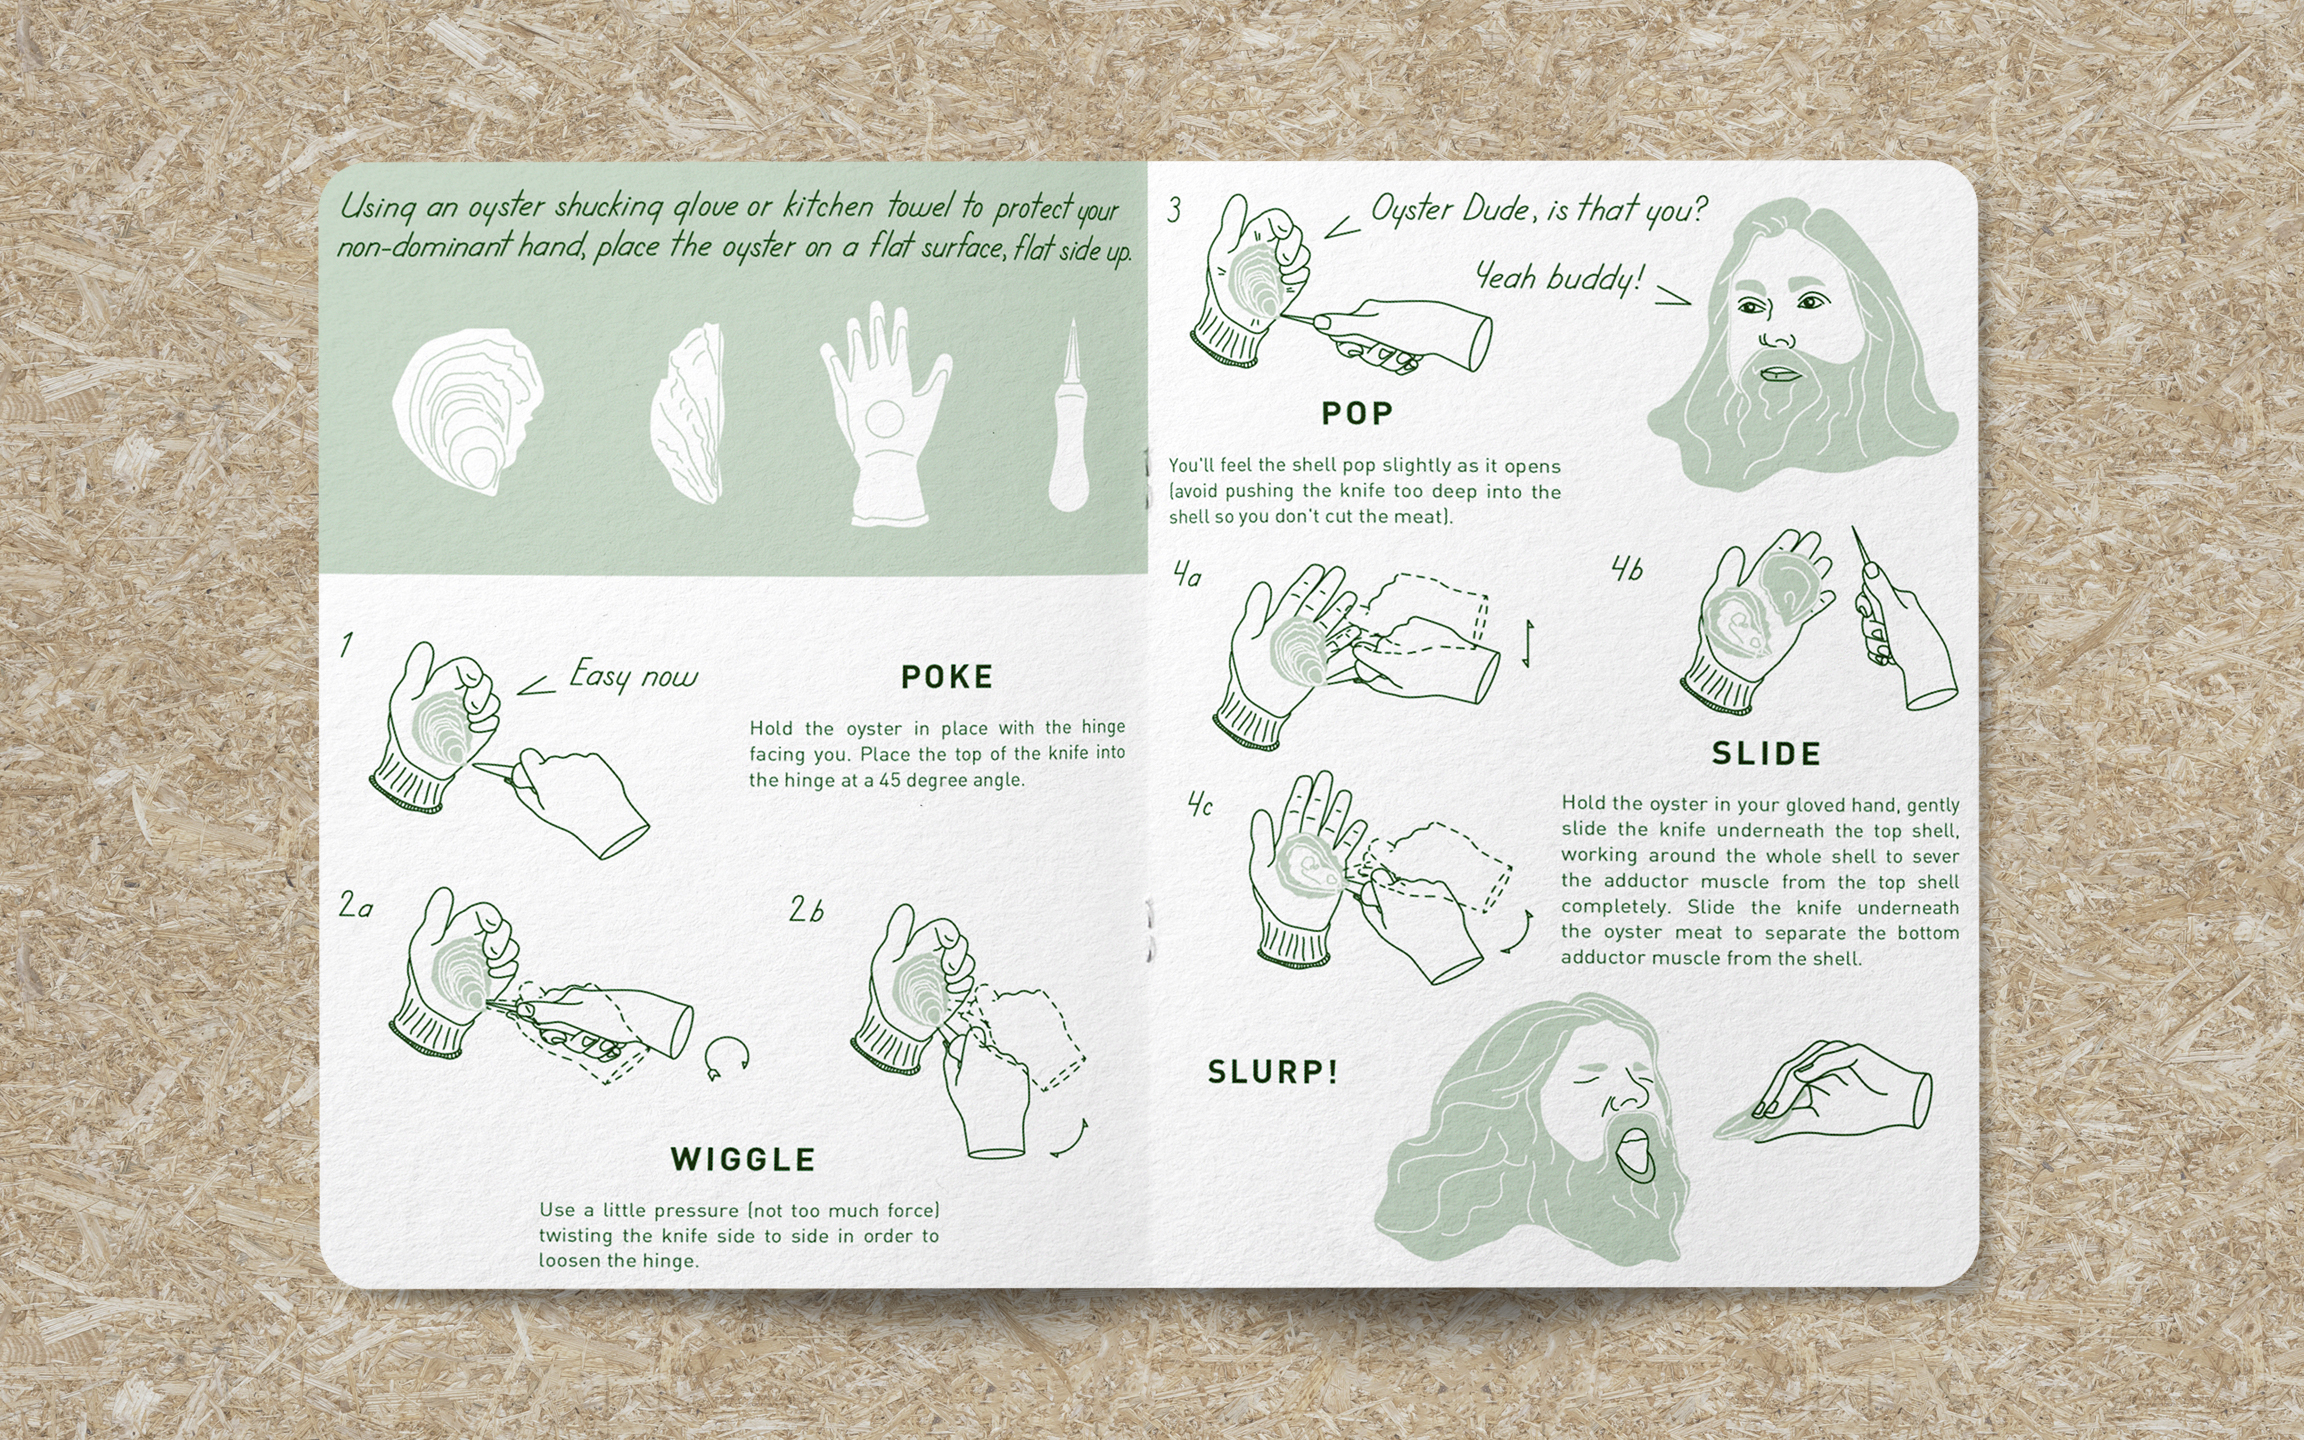 Using an oyster shucking glove or kitchen towel to protect your
non-dominant hand, place the oyster on a flat surface, flat side up.
1
Easy now
POKE
Hold the oyster in place with the hinge
facing you. Place the top of the knife into
the hinge at a 45 degree angle.
2a
2b
WIGGLE
Use a little pressure (not too much force)
twisting the knife side to side in order to
loosen the hinge.
3
Oyster Dude, is that you?
Yeah buddy!
POP
You'll feel the shell pop slightly as it opens
(avoid pushing the knife too deep into the
shell so you don't cut the meat).
4a
4b
4c
SLIDE
Hold the oyster in your gloved hand, gently
slide the knife underneath the top shell,
working around the whole shell to sever
the adductor muscle from the top shell
completely. Slide the knife underneath
the oyster meat to separate the bottom
adductor muscle from the shell.
SLURP!